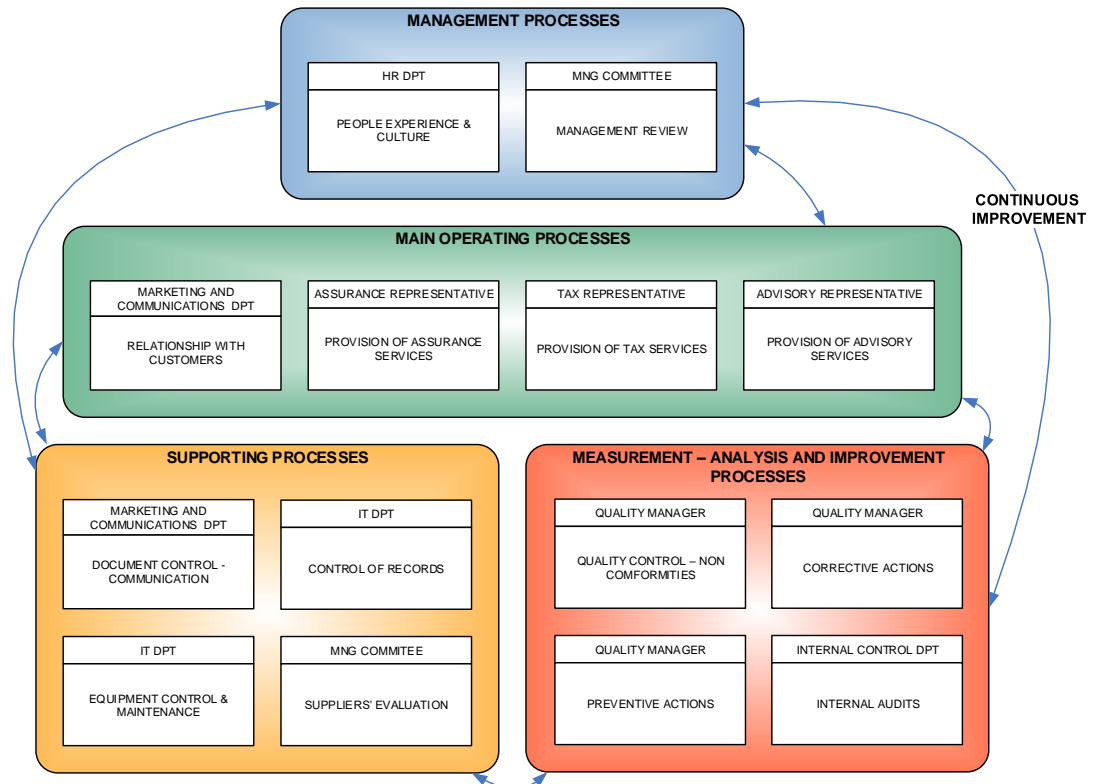 MANAGEMENT PROCESSES
HR DPT
PEOPLE EXPERIENCE &
CULTURE
MNG COMMITTEE
MANAGEMENT REVIEW
CONTINUOUS
IMPROVEMENT
MAIN OPERATING PROCESSES
MARKETING AND
COMMUNICATIONS DPT
RELATIONSHIP WITH
CUSTOMERS
ASSURANCE REPRESENTATIVE
PROVISION OF ASSURANCE
SERVICES
TAX REPRESENTATIVE
PROVISION OF TAX SERVICES
ADVISORY REPRESENTATIVE
PROVISION OF ADVISORY
SERVICES
SUPPORTING PROCESSES
MARKETING AND
COMMUNICATIONS DPT
DOCUMENT CONTROL -
COMMUNICATION
IT DPT
CONTROL OF RECORDS
IT DPT
EQUIPMENT CONTROL &
MAINTENANCE
MNG COMMITEE
SUPPLIERS' EVALUATION
MEASUREMENT – ANALYSIS AND IMPROVEMENT
PROCESSES
QUALITY MANAGER
QUALITY CONTROL – NON
COMFORMITIES
QUALITY MANAGER
CORRECTIVE ACTIONS
QUALITY MANAGER
PREVENTIVE ACTIONS
INTERNAL CONTROL DPT
INTERNAL AUDITS